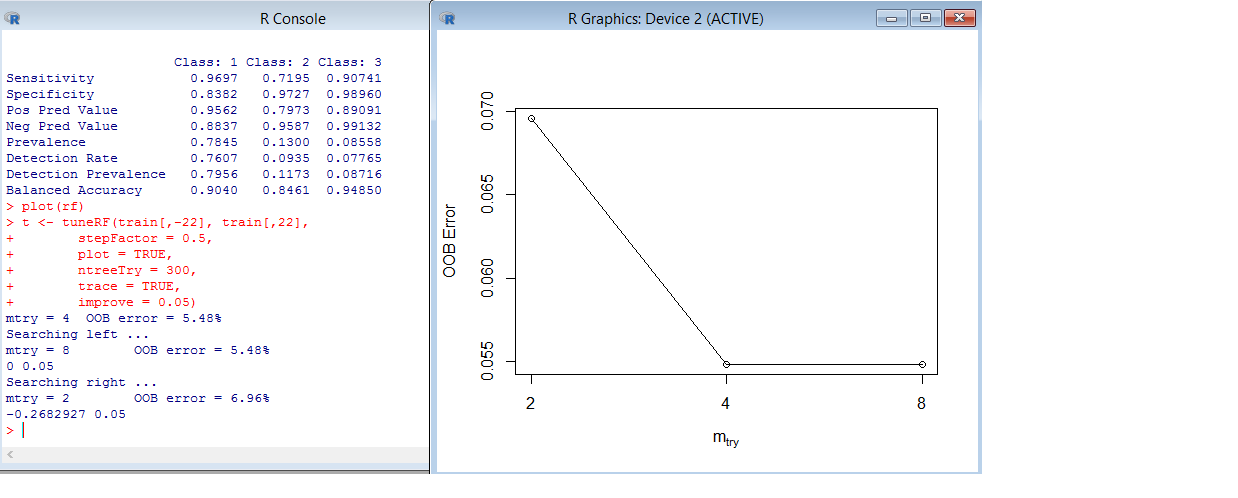 R Console
Class: 1 Class: 2 Class: 3
Sensitivity 0.9697 0.7195 0.90741
Specificity 0.8382 0.9727 0.98960
Pos Pred Value 0.9562 0.7973 0.89091
Neg Pred Value 0.8837 0.9587 0.99132
Prevalence 0.7845 0.1300 0.08558
Detection Rate 0.7607 0.0935 0.07765
Detection Prevalence 0.7956 0.1173 0.08716
Balanced Accuracy 0.9040 0.8461 0.94850
> plot(rf)
> t <- tuneRF(train[,-22], train[,22],
+ stepFactor = 0.5,
+ plot = TRUE,
+ ntreeTry = 300,
+ trace = TRUE,
+ improve = 0.05)
mtry = 4 OOB error = 5.48%
Searching left ...
mtry = 8 OOB error = 5.48%
0 0.05
Searching right ...
mtry = 2 OOB error = 6.96%
-0.2682927 0.05
>
R Graphics: Device 2 (ACTIVE)
OOB Error
0.070
0.065
0.060
0.055
2 4 8
mtry